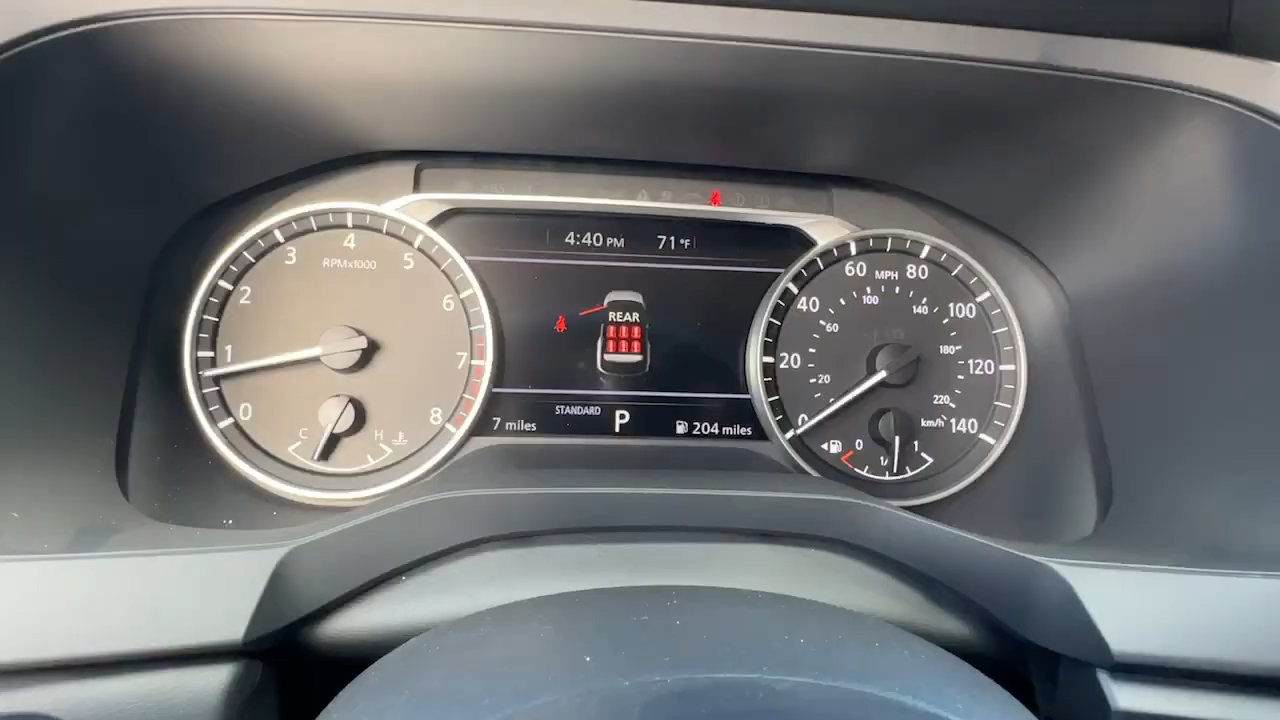 4:40 PM 71°F
REAR
STANDARD
7 miles P 204 miles
RPMx1000
0 1 2 3 4 5 6 7 8
C H
MPH
0 20 40 60 80 100 120 140
20 60 100 140 180 220
km/h
0 1/ 1